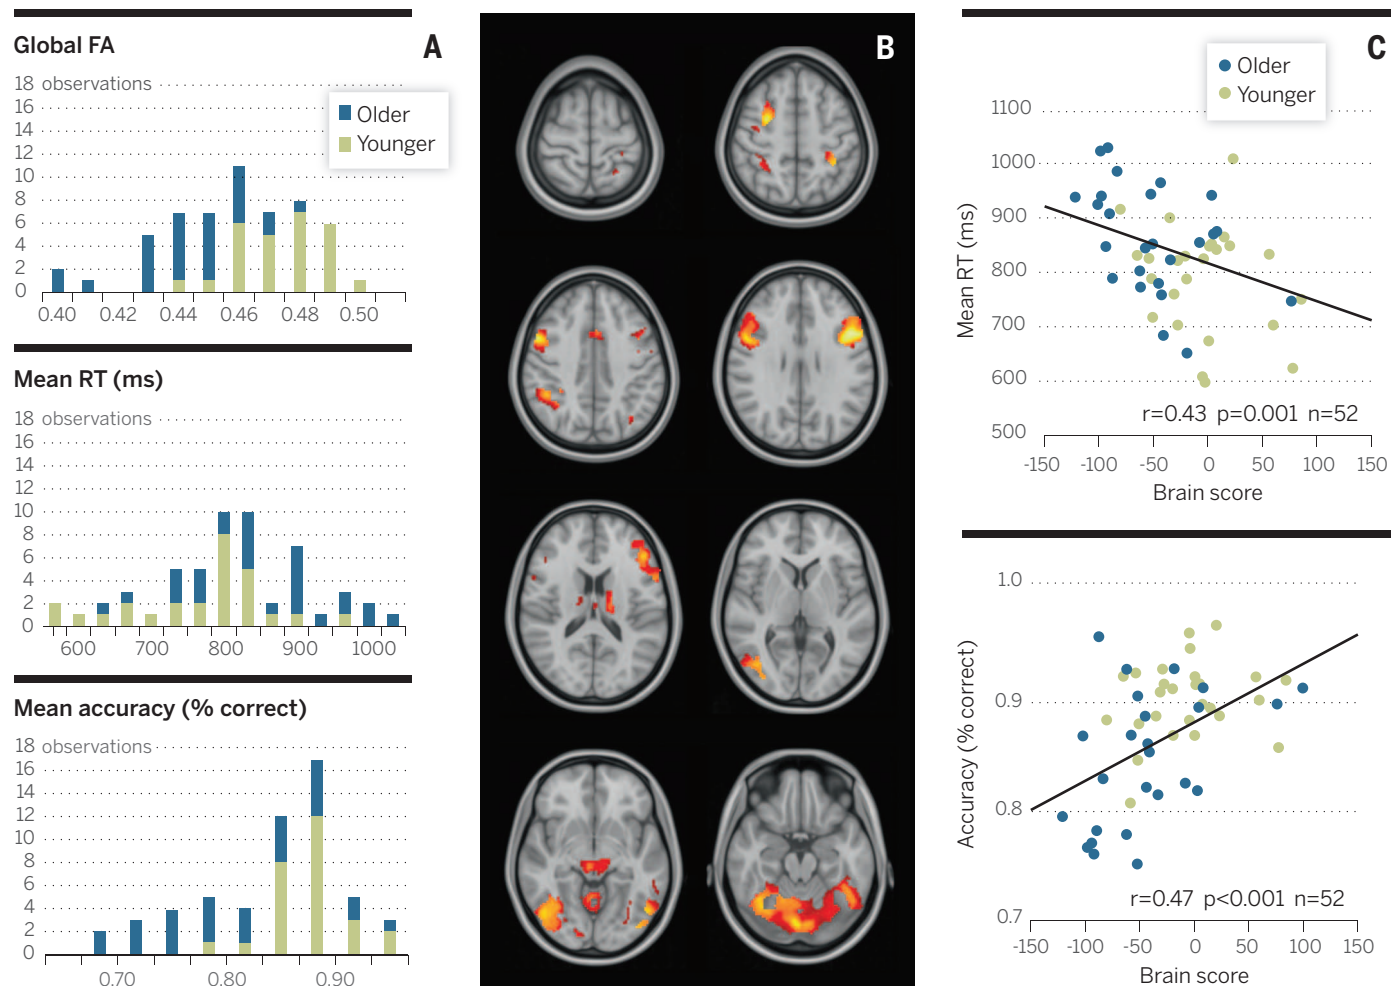 Global FA
A
18 observations
16
14
12
10
8
6
4
2
0
Older
Younger
0.40 0.42 0.44 0.46 0.48 0.50
Mean RT (ms)
18 observations
16
14
12
10
8
6
4
2
0
600 700 800 900 1000
Mean accuracy (% correct)
18 observations
16
14
12
10
8
6
4
2
0
0.70 0.80 0.90
B
C
Older
Younger
1100
1000
900
800
700
600
500
Mean RT (ms)
r=0.43 p=0.001 n=52
-150 -100 -50 0 50 100 150
Brain score
1.0
0.9
0.8
0.7
Accuracy (% correct)
r=0.47 p<0.001 n=52
-150 -100 -50 0 50 100 150
Brain score